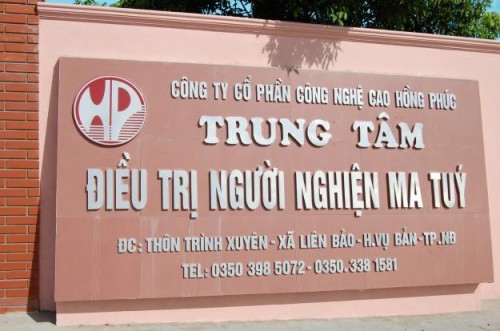 HP
CÔNG TY CỔ PHẦN CÔNG NGHỆ CAO HỒNG PHÚC
TRUNG TÂM
ĐIỀU TRỊ NGƯỜI NGHIỆN MA TUÝ
ĐC: THÔN TRÌNH XUYÊN - XÃ LIÊN BẢO - H.VỤ BẢN - TP.NĐ
TEL: 0350 398 5072 - 0350. 338 1581